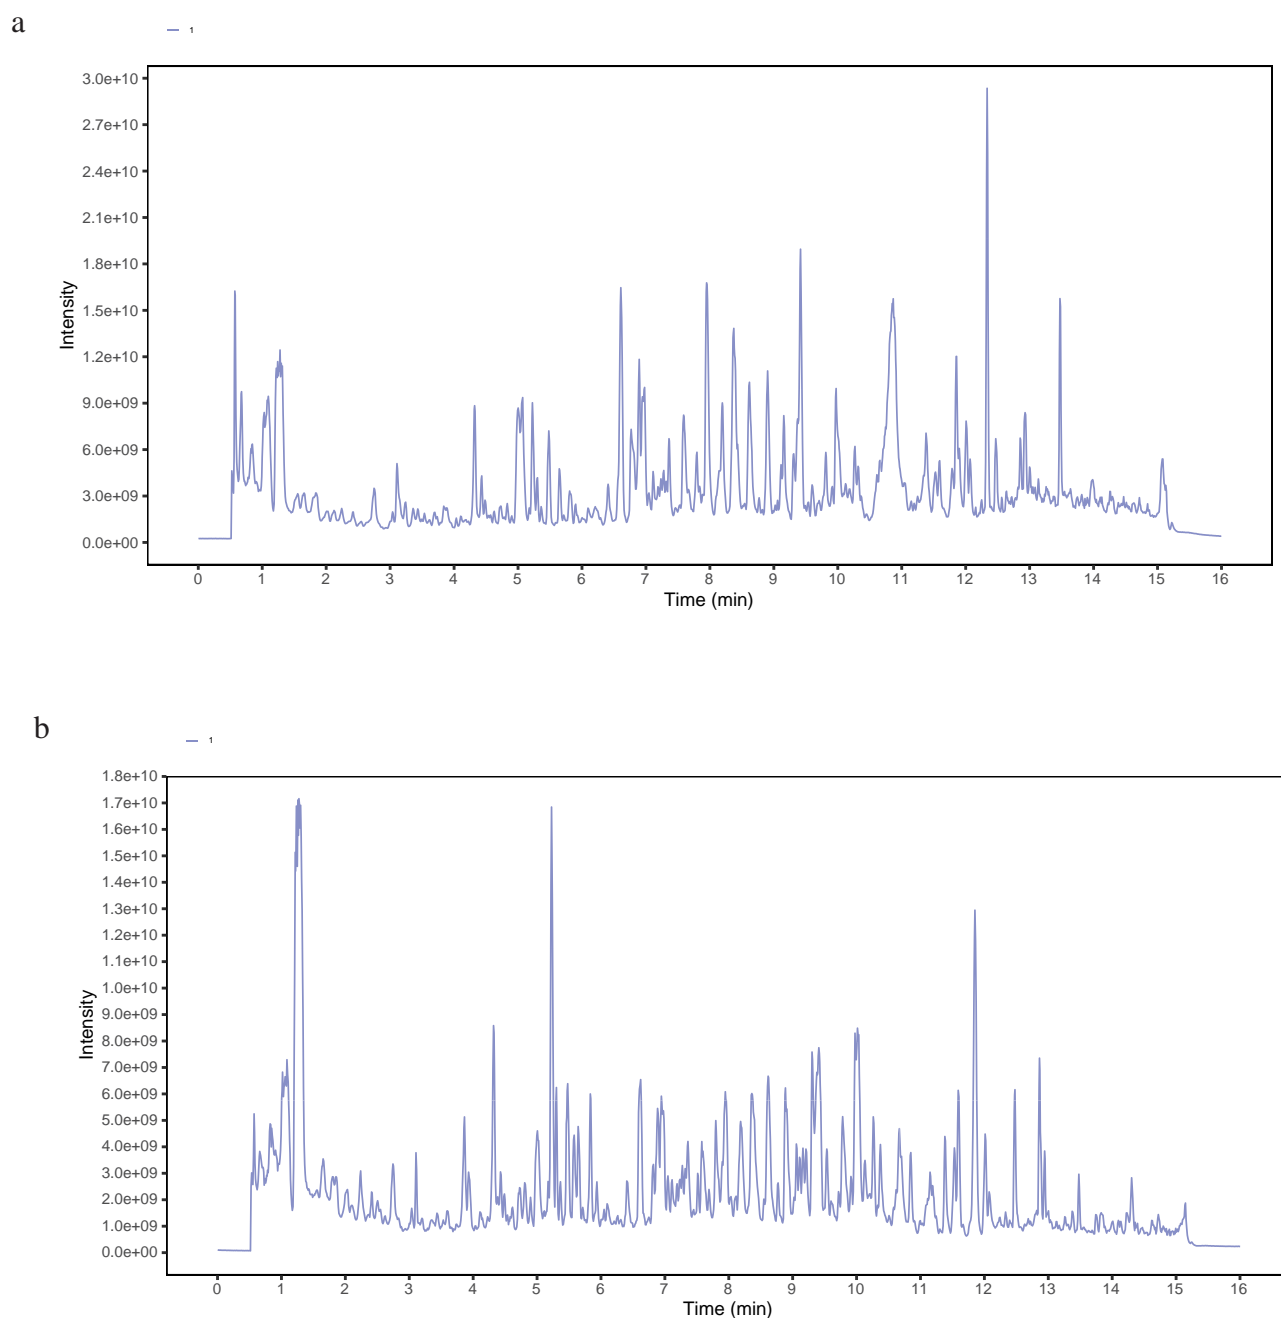 a
1
3.0e+10
2.7e+10
2.4e+10
2.1e+10
1.8e+10
1.5e+10
1.2e+10
9.0e+09
6.0e+09
3.0e+09
0.0e+00
Intensity
0 1 2 3 4 5 6 7 8 9 10 11 12 13 14 15 16
Time (min)
b
1
1.8e+10
1.7e+10
1.6e+10
1.5e+10
1.4e+10
1.3e+10
1.2e+10
1.1e+10
1.0e+10
9.0e+09
8.0e+09
7.0e+09
6.0e+09
5.0e+09
4.0e+09
3.0e+09
2.0e+09
1.0e+09
0.0e+00
Intensity
0 1 2 3 4 5 6 7 8 9 10 11 12 13 14 15 16
Time (min)